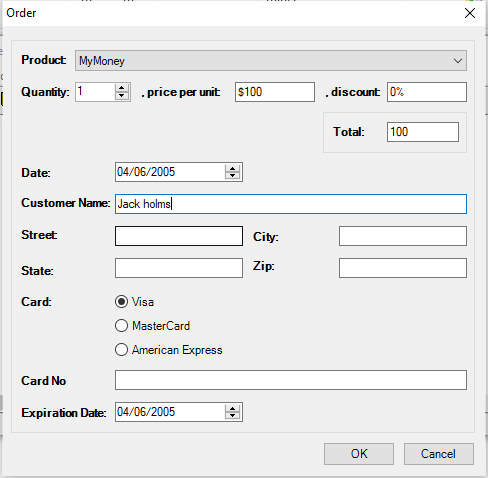 Order
Product: MyMoney
Quantity: 1 , price per unit: $100 , discount: 0%
Total: 100
Date: 04/06/2005
Customer Name: Jack holms
Street: City:
State: Zip:
Card: Visa
MasterCard
American Express
Card No
Expiration Date: 04/06/2005
OK Cancel